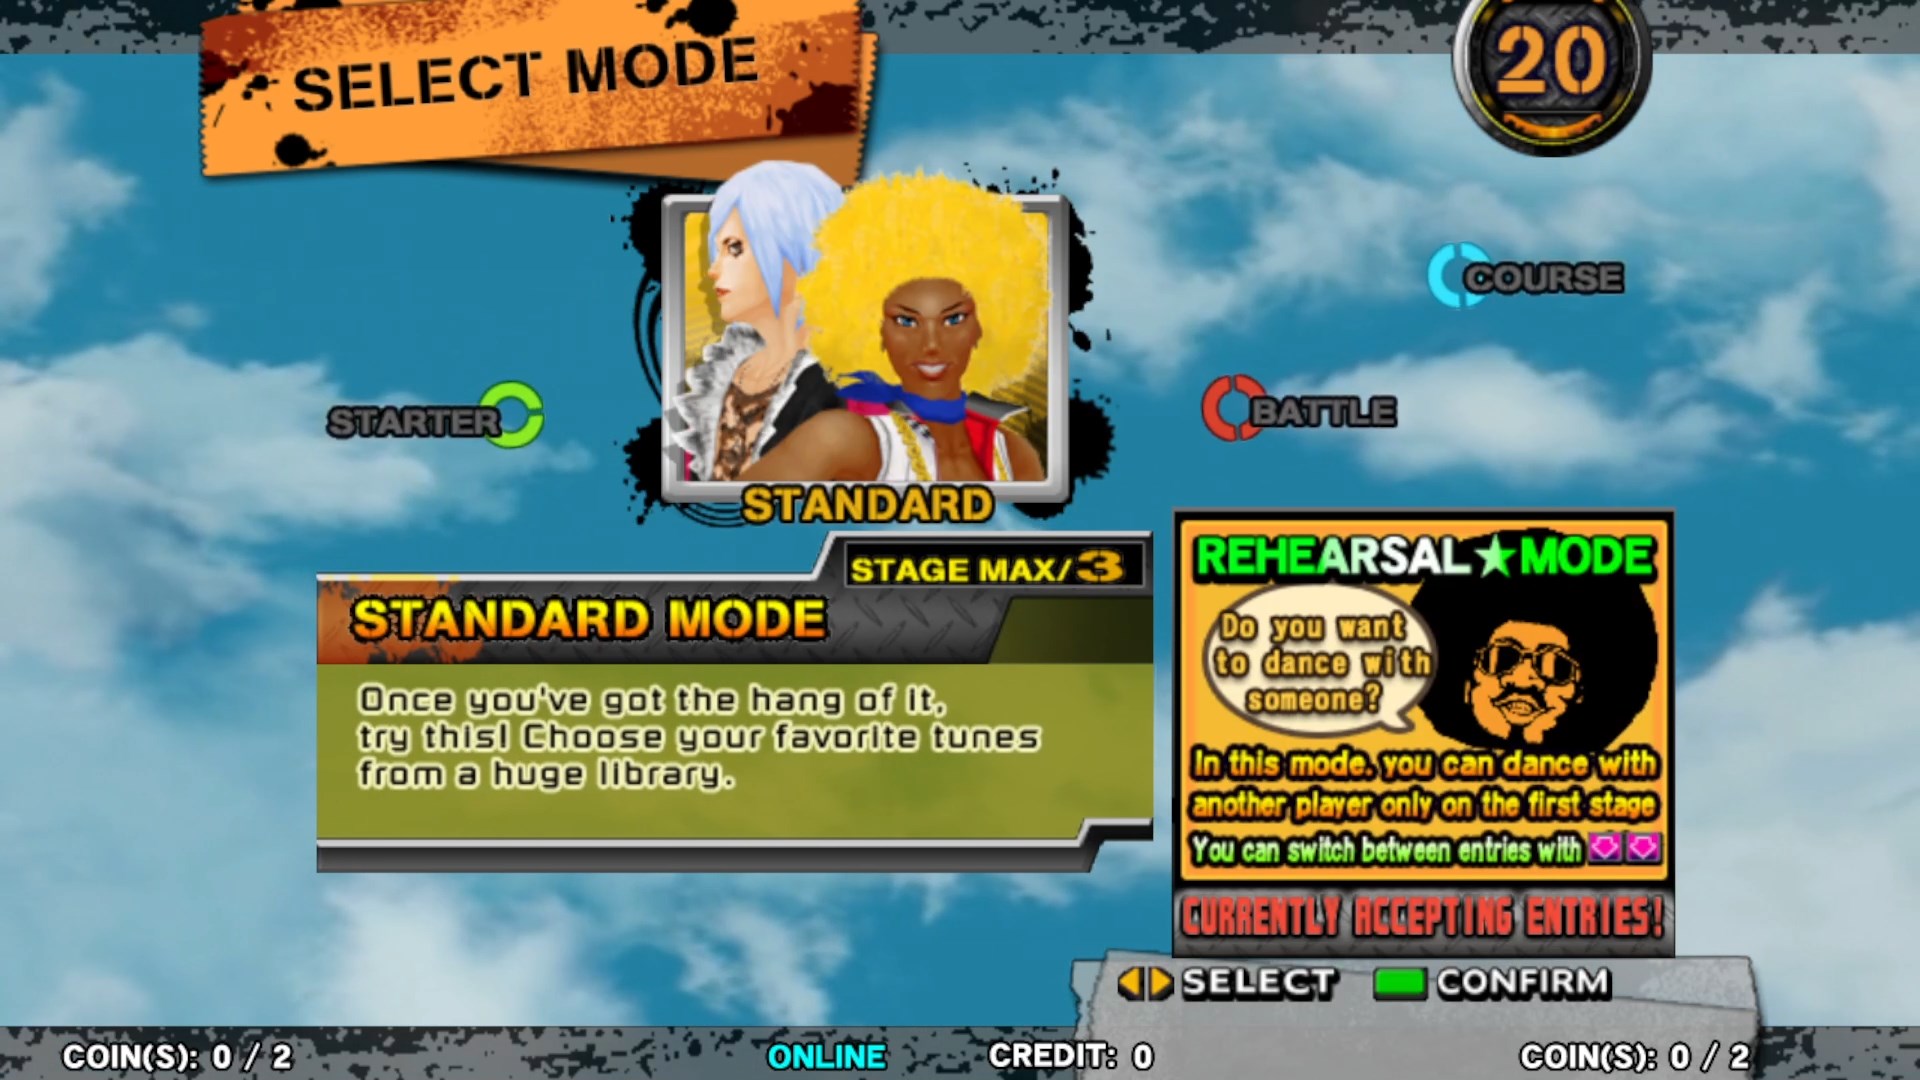 SELECT MODE
20
COURSE
STARTER
BATTLE
STANDARD
STAGE MAX/3
STANDARD MODE
Once you've got the hang of it,
try this! Choose your favorite tunes
from a huge library.
REHEARSAL★MODE
Do you want
to dance with
someone?
In this mode, you can dance with
another player only on the first stage
You can switch between entries with
CURRENTLY ACCEPTING ENTRIES!
SELECT CONFIRM
COIN(S): 0 / 2 ONLINE CREDIT: 0 COIN(S): 0 / 2